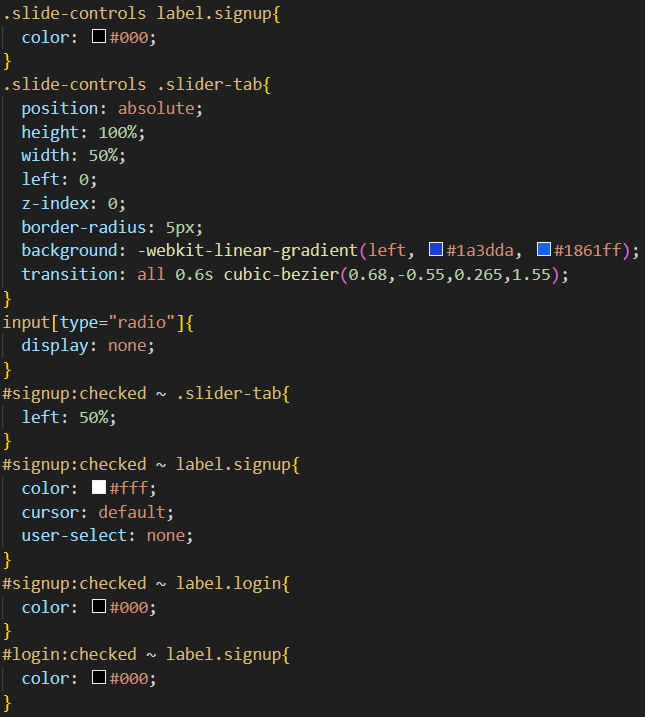 .slide-controls label.signup{
  color: #000;
}
.slide-controls .slider-tab{
  position: absolute;
  height: 100%;
  width: 50%;
  left: 0;
  z-index: 0;
  border-radius: 5px;
  background: -webkit-linear-gradient(left, #1a3dda, #1861ff);
  transition: all 0.6s cubic-bezier(0.68,-0.55,0.265,1.55);
}
input[type="radio"]{
  display: none;
}
#signup:checked ~ .slider-tab{
  left: 50%;
}
#signup:checked ~ label.signup{
  color: #fff;
  cursor: default;
  user-select: none;
}
#signup:checked ~ label.login{
  color: #000;
}
#login:checked ~ label.signup{
  color: #000;
}